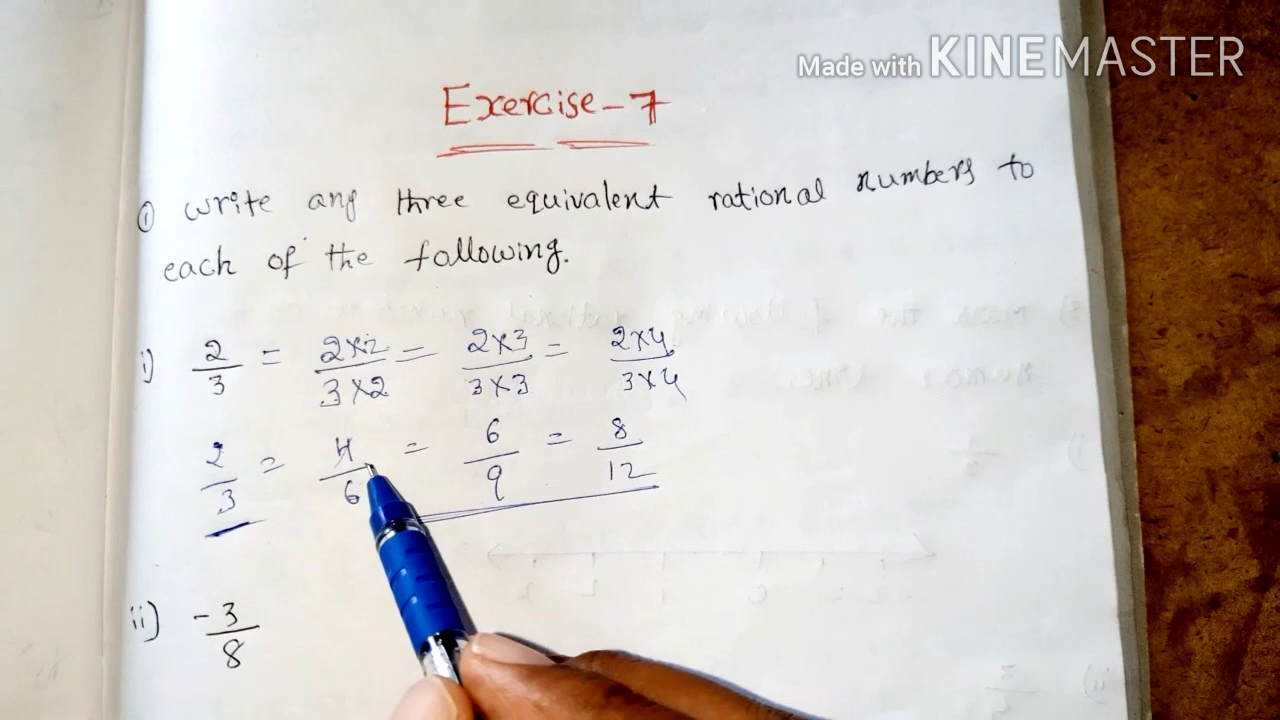 Made with KINEMASTER
Exercise-7
① write any three equivalent rational numbers to
each of the following.
i) 2/3 = 2×2/3×2 = 2×3/3×3 = 2×4/3×4
2/3 = 4/6 = 6/9 = 8/12
ii) -3/8